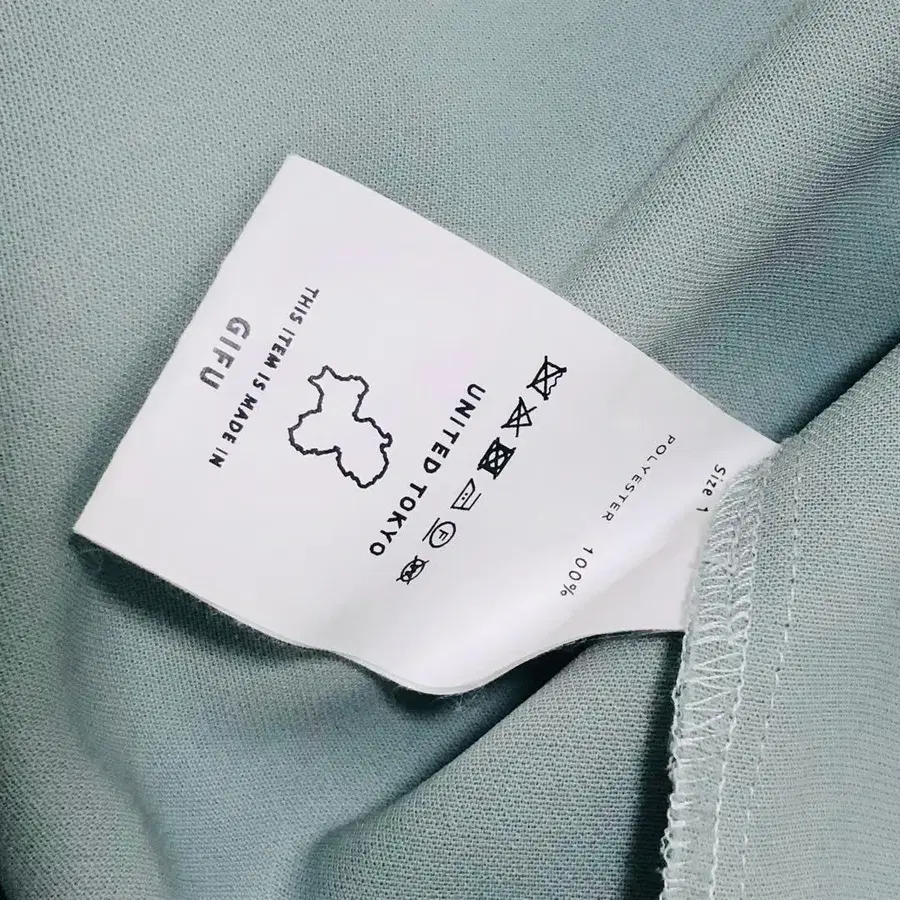 Size 1
POLYESTER 100%
F
UNITED TOKYO
THIS ITEM IS MADE IN
GIFU